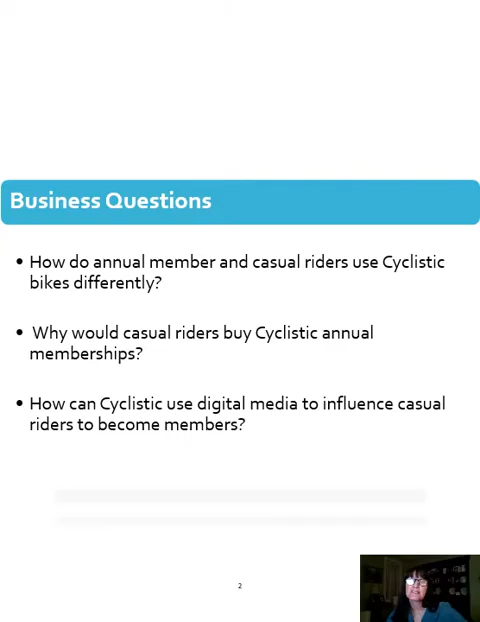 Business Questions
• How do annual member and casual riders use Cyclistic
bikes differently?
• Why would casual riders buy Cyclistic annual
memberships?
• How can Cyclistic use digital media to influence casual
riders to become members?
2